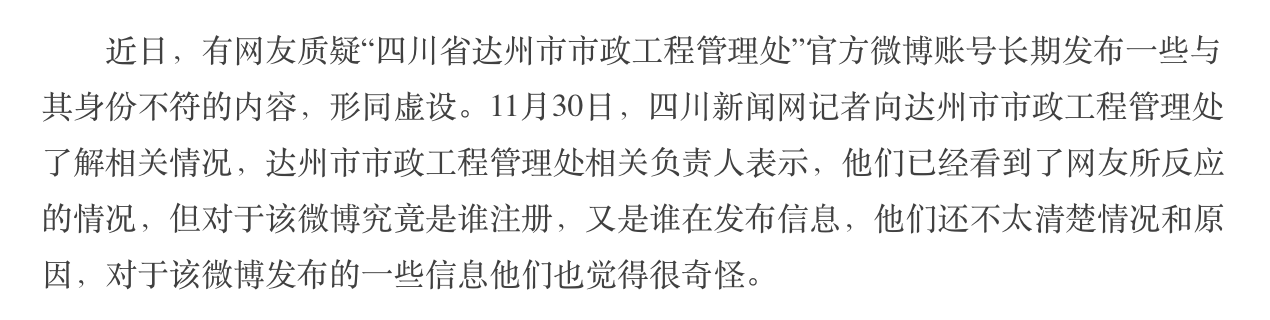 近日，有网友质疑“四川省达州市市政工程管理处”官方微博账号长期发布一些与
其身份不符的内容，形同虚设。11月30日，四川新闻网记者向达州市市政工程管理处
了解相关情况，达州市市政工程管理处相关负责人表示，他们已经看到了网友所反应
的情况，但对于该微博究竟是谁注册，又是谁在发布信息，他们还不太清楚情况和原
因，对于该微博发布的一些信息他们也觉得很奇怪。